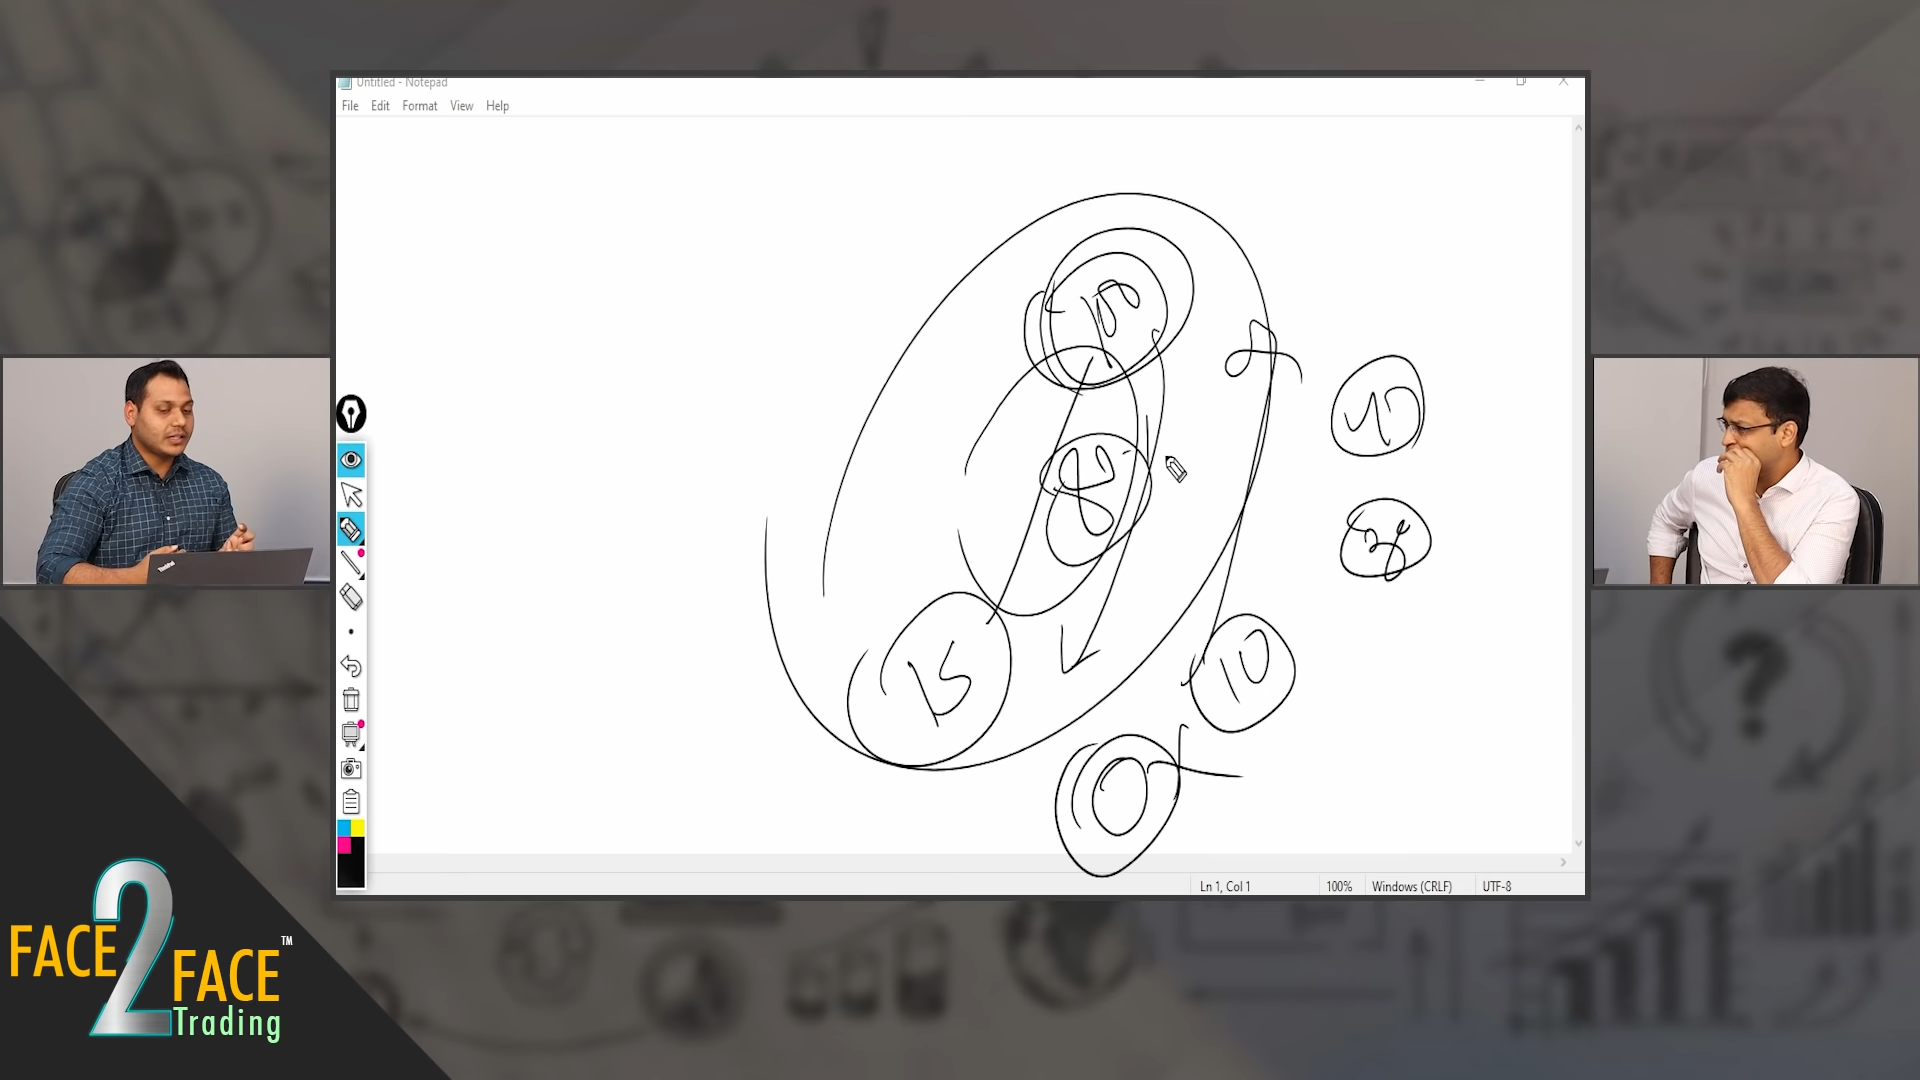 Untitled - Notepad
File Edit Format View Help
15
10
Ln 1, Col 1 100% Windows (CRLF) UTF-8
FACE 2 FACE ™
Trading